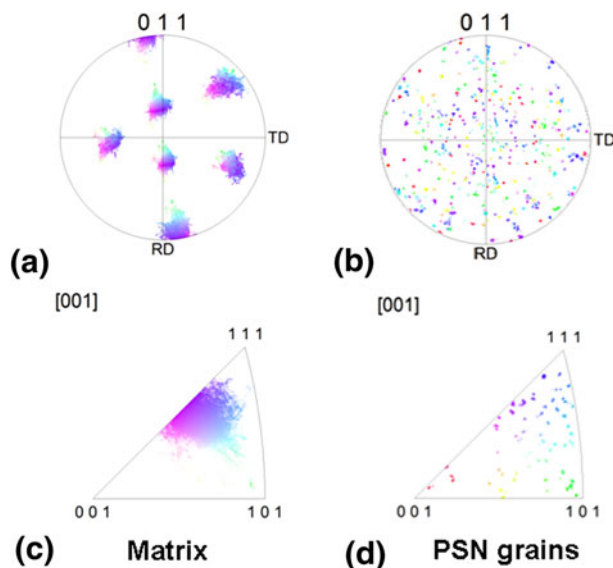 0 1 1
0 1 1
TD
TD
RD
RD
(a)
(b)
[001]
[001]
1 1 1
1 1 1
0 0 1
1 0 1
0 0 1
1 0 1
(c) Matrix
(d) PSN grains